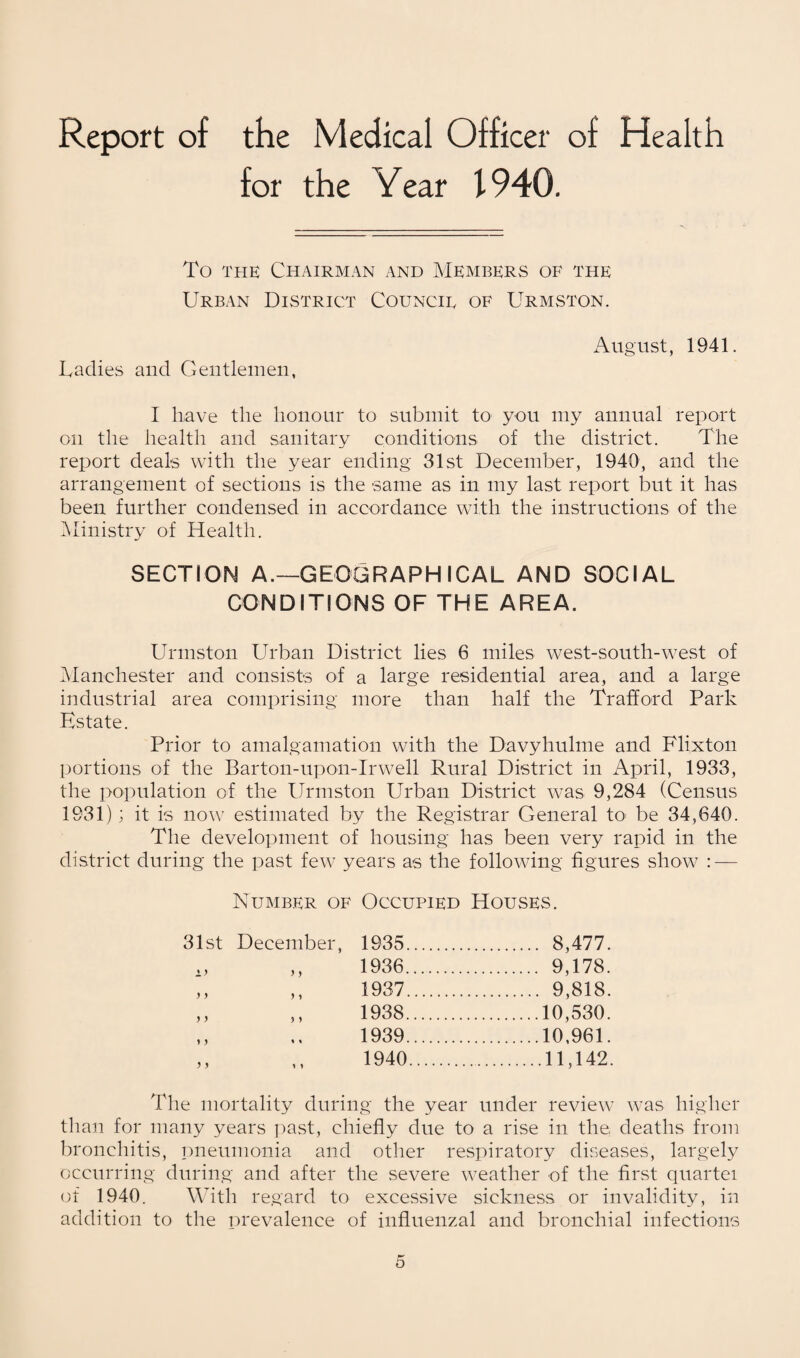 Report of the Medical Officer of Health
for the Year 1940.
To the Chairman and Members of the
Urban District Council of Urmston.
August, 1941.
Ladies and Gentlemen,
I have the honour to submit to you my annual report
on the health and sanitary conditions of the district. The
report deals with the year ending 31st December, 1940, and the
arrangement of sections is the same as in my last report but it has
been further condensed in accordance with the instructions of the
Ministry of Health.
SECTION A.—GEOGRAPHICAL AND SOCIAL
CONDITIONS OF THE AREA.
Urmston Urban District lies 6 miles west-south-west of
Manchester and consists of a large residential area, and a large
industrial area comprising more than half the Trafford Park
Estate.
Prior to amalgamation with the Davyhulme and Flixton
portions of the Barton-upon-Irwell Rural District in April, 1933,
the population of the Urmston Urban District was 9,284 (Census
1931); it is now estimated by the Registrar General to be 34,640.
The development of housing has been very rapid in the
district during the past few years as the following figures show :—
Number of Occupied Houses.
31st December, 1935.................. 8,477.
,, ,, 1936.................. 9,178.
,, ,, 1937.................. 9,818.
,, ,, 1938..................10,530.
,, ,, 1939..................10,961.
,, ,, 1940..................11,142.
The mortality during the year under review was higher
than for many years past, chiefly due to a rise in the deaths from
bronchitis, pneumonia and other respiratory diseases, largely
occurring during and after the severe weather of the first quarter
of 1940. With regard to excessive sickness or invalidity, in
addition to the prevalence of influenzal and bronchial infections
5